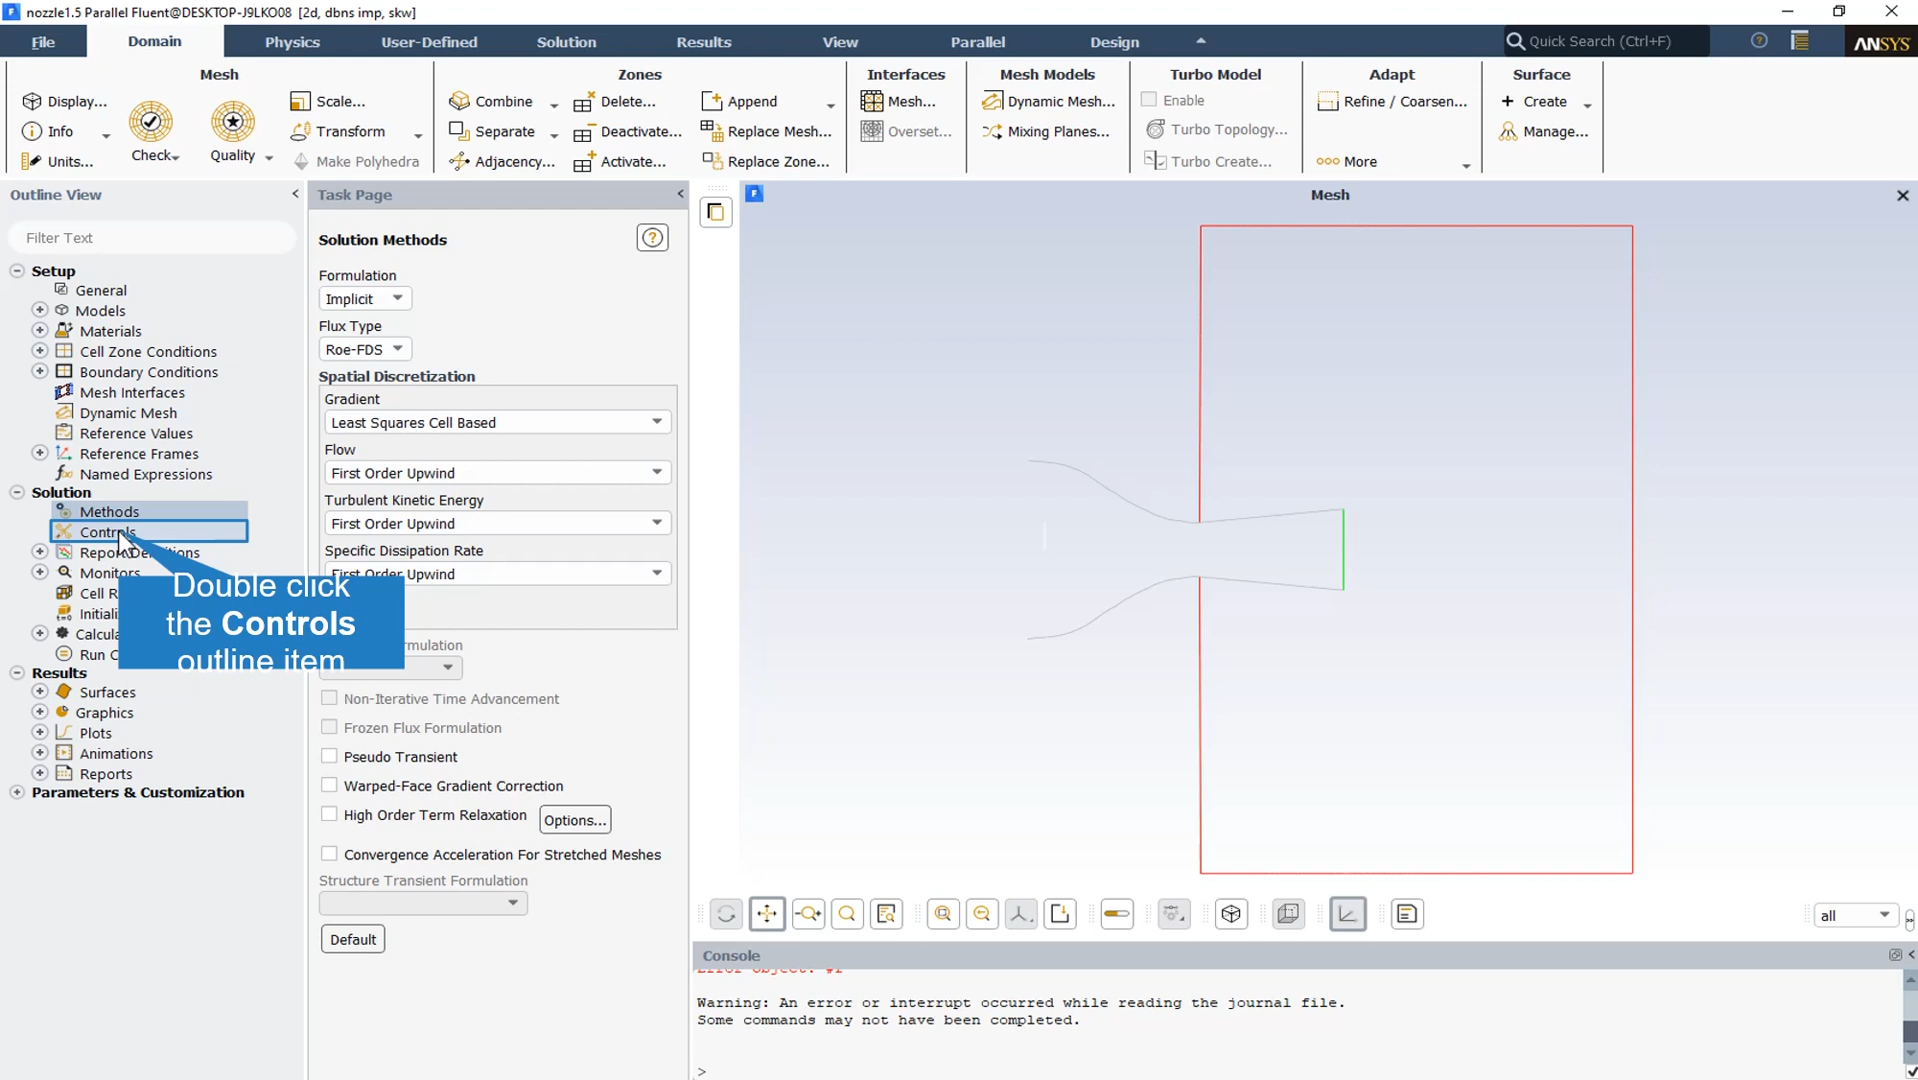 nozzle1.5 Parallel Fluent@DESKTOP-J9LKO08 [2d, dbns imp, skw]
File
Domain
Physics
User-Defined
Solution
Results
View
Parallel
Design
Quick Search (Ctrl+F)
ANSYS
Mesh
Display...
Info
Units...
Check
Quality
Scale...
Transform
Make Polyhedra
Zones
Combine
Separate
Adjacency...
Delete...
Deactivate...
Activate...
Append
Replace Mesh...
Replace Zone...
Interfaces
Mesh...
Overset...
Mesh Models
Dynamic Mesh...
Mixing Planes...
Turbo Model
Enable
Turbo Topology...
Turbo Create...
Adapt
Refine / Coarsen...
More
Surface
Create
Manage...
Outline View
Filter Text
Setup
General
Models
Materials
Cell Zone Conditions
Boundary Conditions
Mesh Interfaces
Dynamic Mesh
Reference Values
Reference Frames
Named Expressions
Solution
Methods
Controls
Report Definitions
Monitors
Cell R
Initiali
Calcula
Run C
Results
Surfaces
Graphics
Plots
Animations
Reports
Parameters & Customization
Double click
the Controls
outline item
Task Page
Solution Methods
Formulation
Implicit
Flux Type
Roe-FDS
Spatial Discretization
Gradient
Least Squares Cell Based
Flow
First Order Upwind
Turbulent Kinetic Energy
First Order Upwind
Specific Dissipation Rate
First Order Upwind
rmulation
Non-Iterative Time Advancement
Frozen Flux Formulation
Pseudo Transient
Warped-Face Gradient Correction
High Order Term Relaxation
Options...
Convergence Acceleration For Stretched Meshes
Structure Transient Formulation
Default
Mesh
all
Console
Error Object: #f
Warning: An error or interrupt occurred while reading the journal file.
Some commands may not have been completed.
>